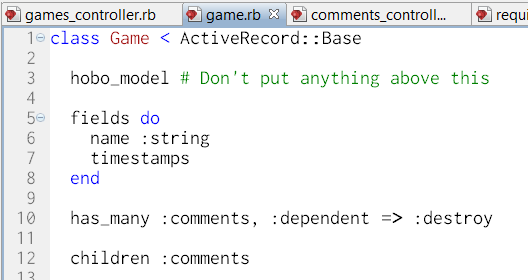 games_controller.rb game.rb comments_controll... requi
1 class Game < ActiveRecord::Base
2
3 hobo_model # Don't put anything above this
4
5 fields do
6 name :string
7 timestamps
8 end
9
10 has_many :comments, :dependent => :destroy
11
12 children :comments
13